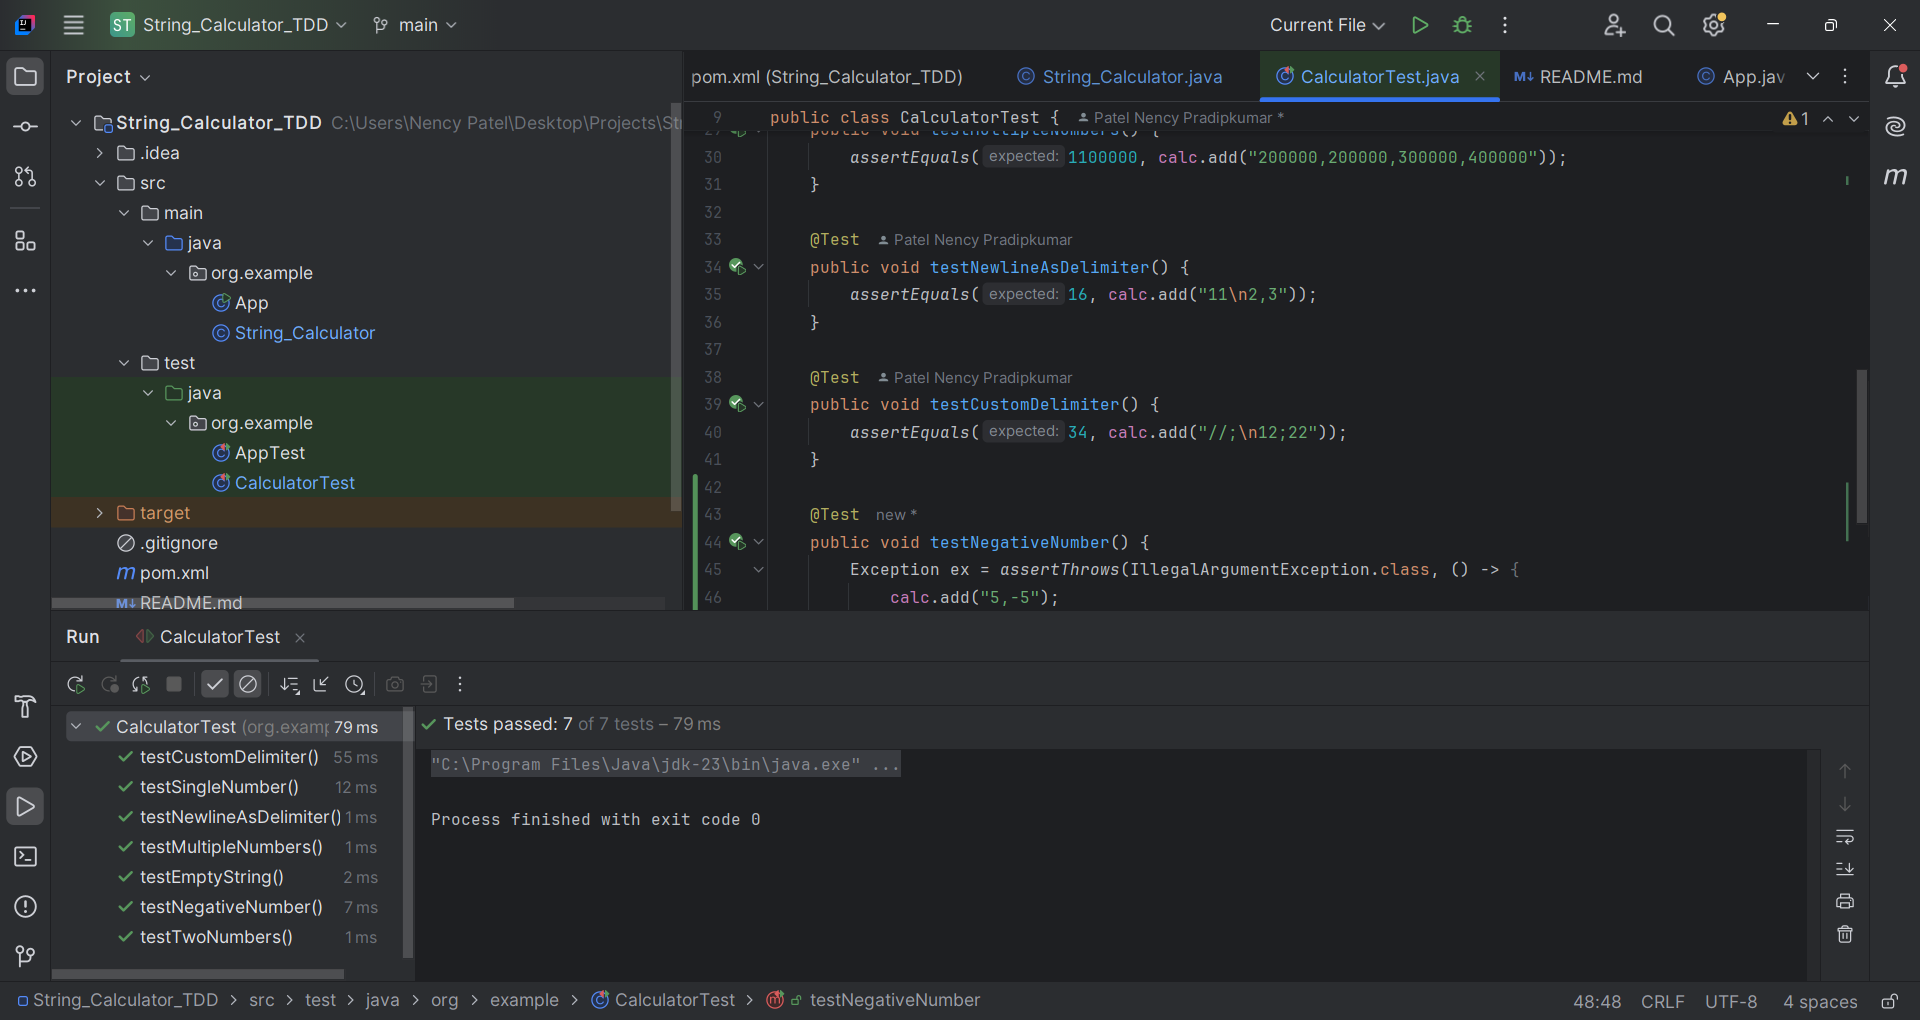 ST String_Calculator_TDD main Current File
Project
pom.xml (String_Calculator_TDD) String_Calculator.java CalculatorTest.java README.md App.jav
String_Calculator_TDD C:\Users\Nency Patel\Desktop\Projects\Str
.idea
src
main
java
org.example
App
String_Calculator
test
java
org.example
AppTest
CalculatorTest
target
.gitignore
pom.xml
README.md
9 public class CalculatorTest { Patel Nency Pradipkumar *
1
public void testMultipleNumbers() {
30 assertEquals( expected: 1100000, calc.add("200000,200000,300000,400000"));
31 }
32
33 @Test Patel Nency Pradipkumar
34 public void testNewlineAsDelimiter() {
35 assertEquals( expected: 16, calc.add("11\n2,3"));
36 }
37
38 @Test Patel Nency Pradipkumar
39 public void testCustomDelimiter() {
40 assertEquals( expected: 34, calc.add("//;\n12;22"));
41 }
42
43 @Test new *
44 public void testNegativeNumber() {
45 Exception ex = assertThrows(IllegalArgumentException.class, () -> {
46 calc.add("5,-5");
Run CalculatorTest
CalculatorTest (org.examp 79 ms
testCustomDelimiter() 55 ms
testSingleNumber() 12 ms
testNewlineAsDelimiter() 1 ms
testMultipleNumbers() 1 ms
testEmptyString() 2 ms
testNegativeNumber() 7 ms
testTwoNumbers() 1 ms
Tests passed: 7 of 7 tests – 79 ms
"C:\Program Files\Java\jdk-23\bin\java.exe" ...
Process finished with exit code 0
String_Calculator_TDD > src > test > java > org > example > CalculatorTest > testNegativeNumber
48:48 CRLF UTF-8 4 spaces